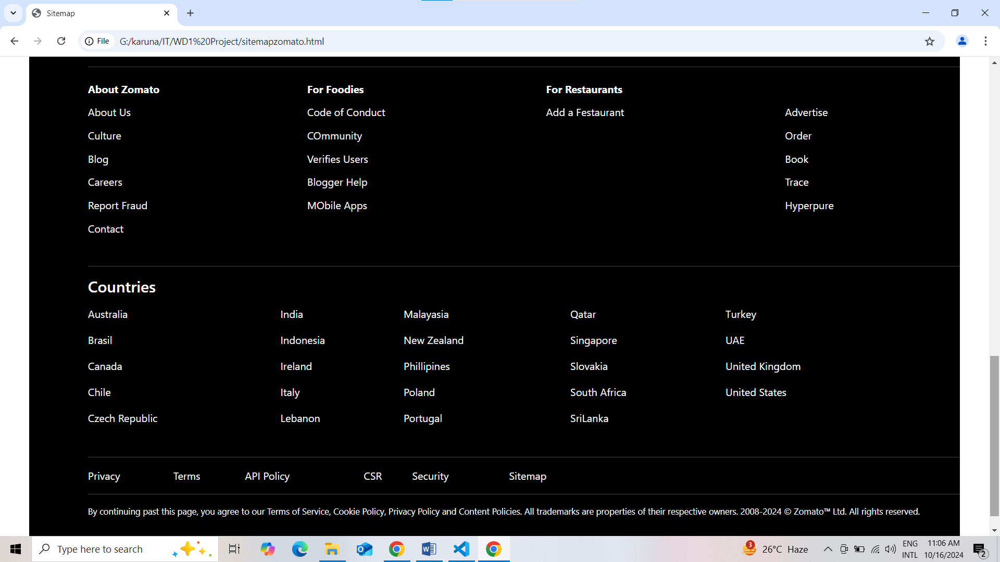 Sitemap
File G:/karuna/IT/WD1%20Project/sitemapzomato.html
About Zomato For Foodies For Restaurants
About Us Code of Conduct Add a Festaurant Advertise
Culture COmmunity Order
Blog Verifies Users Book
Careers Blogger Help Trace
Report Fraud MObile Apps Hyperpure
Contact
Countries
Australia India Malayasia Qatar Turkey
Brasil Indonesia New Zealand Singapore UAE
Canada Ireland Phillipines Slovakia United Kingdom
Chile Italy Poland South Africa United States
Czech Republic Lebanon Portugal SriLanka
Privacy Terms API Policy CSR Security Sitemap
By continuing past this page, you agree to our Terms of Service, Cookie Policy, Privacy Policy and Content Policies. All trademarks are properties of their respective owners. 2008-2024 © Zomato™ Ltd. All rights reserved.
Type here to search 3 26°C Haze ENG 11:06 AM
INTL 10/16/2024 2